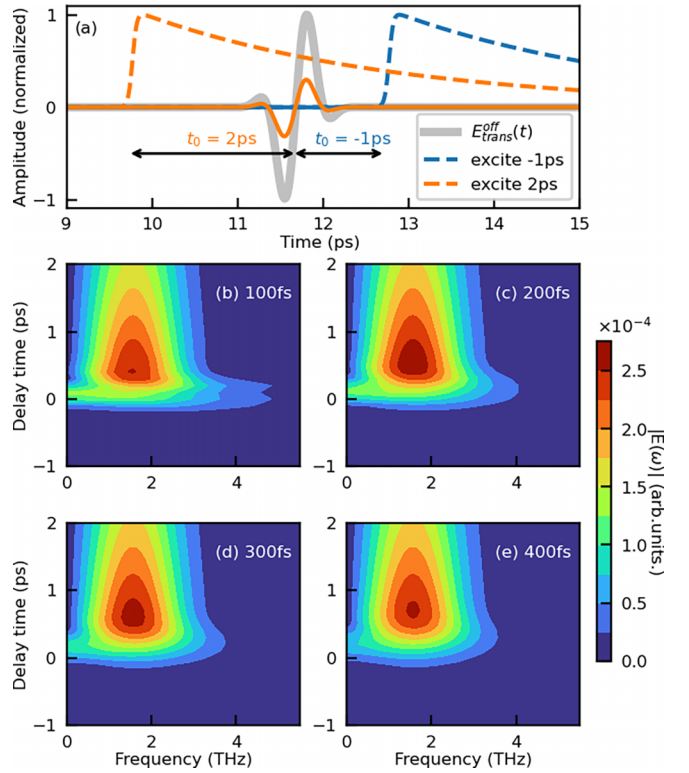 (a)
Amplitude (normalized)
1
0
−1
t₀ = 2ps
t₀ = -1ps
E_trans^off(t)
excite -1ps
excite 2ps
9 10 11 12 13 14 15
Time (ps)
Delay time (ps)
2
1
0
−1
(b) 100fs
0 2 4
2
1
0
−1
(c) 200fs
0 2 4
Delay time (ps)
2
1
0
−1
(d) 300fs
0 2 4
Frequency (THz)
2
1
0
−1
(e) 400fs
0 2 4
Frequency (THz)
×10⁻⁴
2.5
2.0
1.5
1.0
0.5
0.0
|E(ω)| (arb.units.)